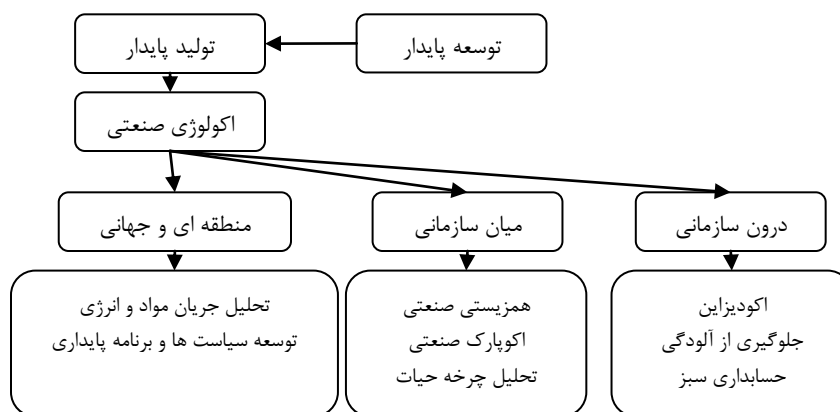 توسعه پایدار
تولید پایدار
اکولوژی صنعتی
درون سازمانی
میان سازمانی
منطقه ای و جهانی
اکودیزاین
جلوگیری از آلودگی
حسابداری سبز
همزیستی صنعتی
اکوپارک صنعتی
تحلیل چرخه حیات
تحلیل جریان مواد و انرژی
توسعه سیاست ها و برنامه پایداری